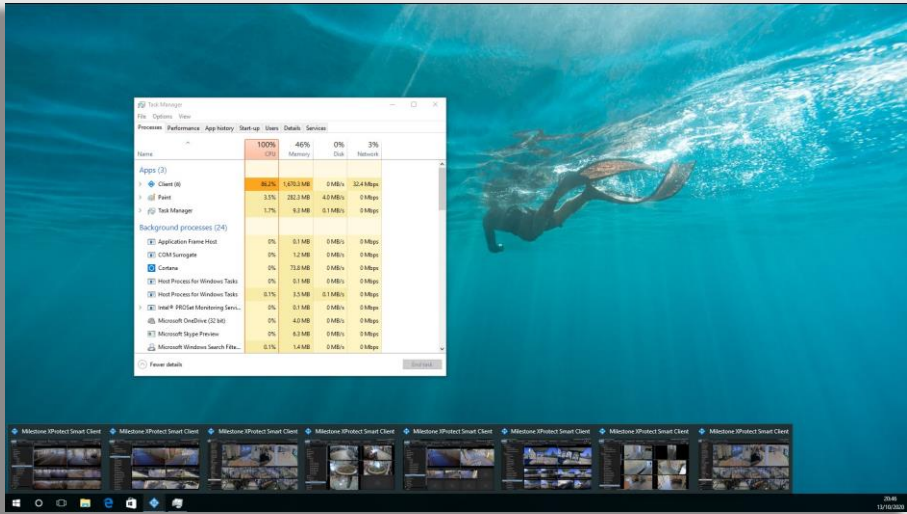 Task Manager
File Options View
Processes Performance App history Start-up Users Details Services
100% 46% 0% 3%
Name CPU Memory Disk Network
Apps (3)
Client (8) 86.2% 1,670.3 MB 0 MB/s 32.4 Mbps
Paint 3.5% 282.3 MB 4.0 MB/s 0 Mbps
Task Manager 1.7% 9.3 MB 0.1 MB/s 0 Mbps
Background processes (24)
Application Frame Host 0% 0.1 MB 0 MB/s 0 Mbps
COM Surrogate 0% 1.2 MB 0 MB/s 0 Mbps
Cortana 0% 73.8 MB 0 MB/s 0 Mbps
Host Process for Windows Tasks 0% 0.1 MB 0 MB/s 0 Mbps
Host Process for Windows Tasks 0.1% 3.5 MB 0.1 MB/s 0 Mbps
Intel® PROSet Monitoring Servi... 0% 0.1 MB 0 MB/s 0 Mbps
Microsoft OneDrive (32 bit) 0% 4.0 MB 0 MB/s 0 Mbps
Microsoft Skype Preview 0% 6.3 MB 0 MB/s 0 Mbps
Microsoft Windows Search Filte... 0.1% 1.4 MB 0 MB/s 0 Mbps
Fewer details End task
Milestone XProtect Smart Client Milestone XProtect Smart Client Milestone XProtect Smart Client Milestone XProtect Smart Client Milestone XProtect Smart Client Milestone XProtect Smart Client Milestone XProtect Smart Client Milestone XProtect Smart Client
20:46
13/10/2020